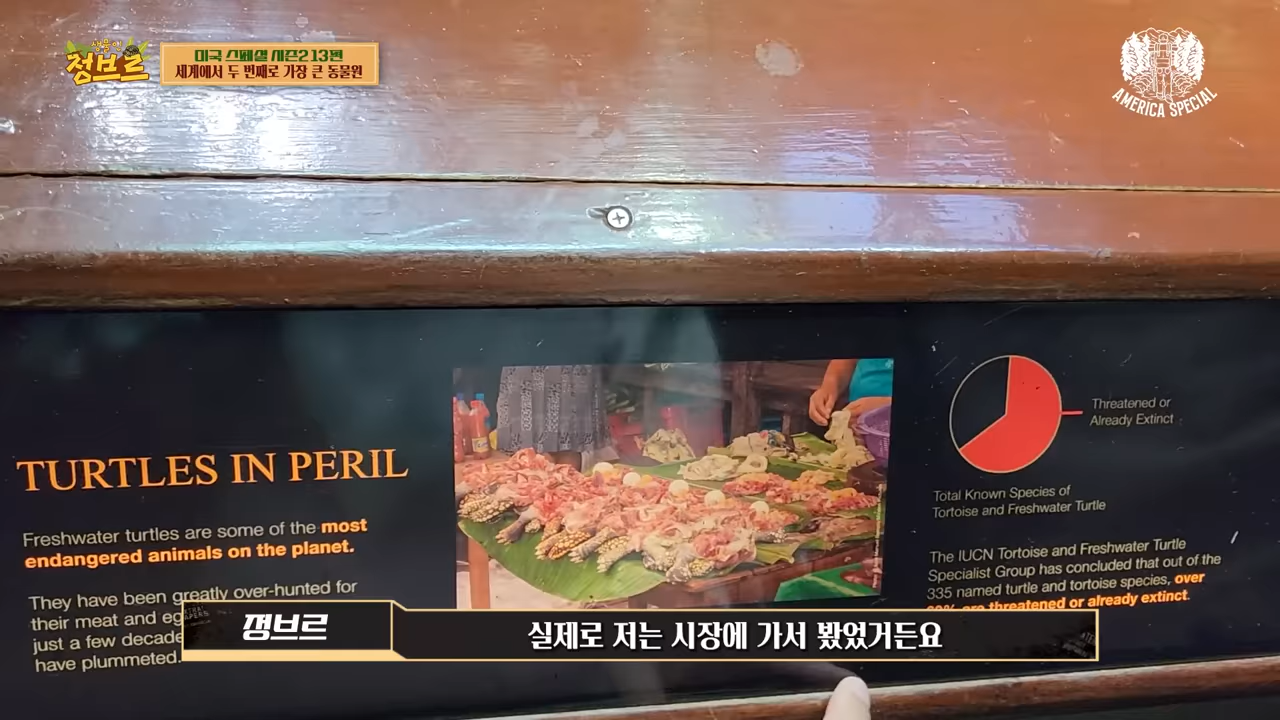 생물인
정브르
미국 스페셜 시즌2 13편
세계에서 두 번째로 가장 큰 동물원
AMERICA SPECIAL
TURTLES IN PERIL
Freshwater turtles are some of the most
endangered animals on the planet.
They have been greatly over-hunted for
their meat and eg
just a few decade
have plummeted.
Threatened or
Already Extinct
Total Known Species of
Tortoise and Freshwater Turtle
The IUCN Tortoise and Freshwater Turtle
Specialist Group has concluded that out of the
335 named turtle and tortoise species, over
are threatened or already extinct.
정브르
실제로 저는 시장에 가서 봤었거든요